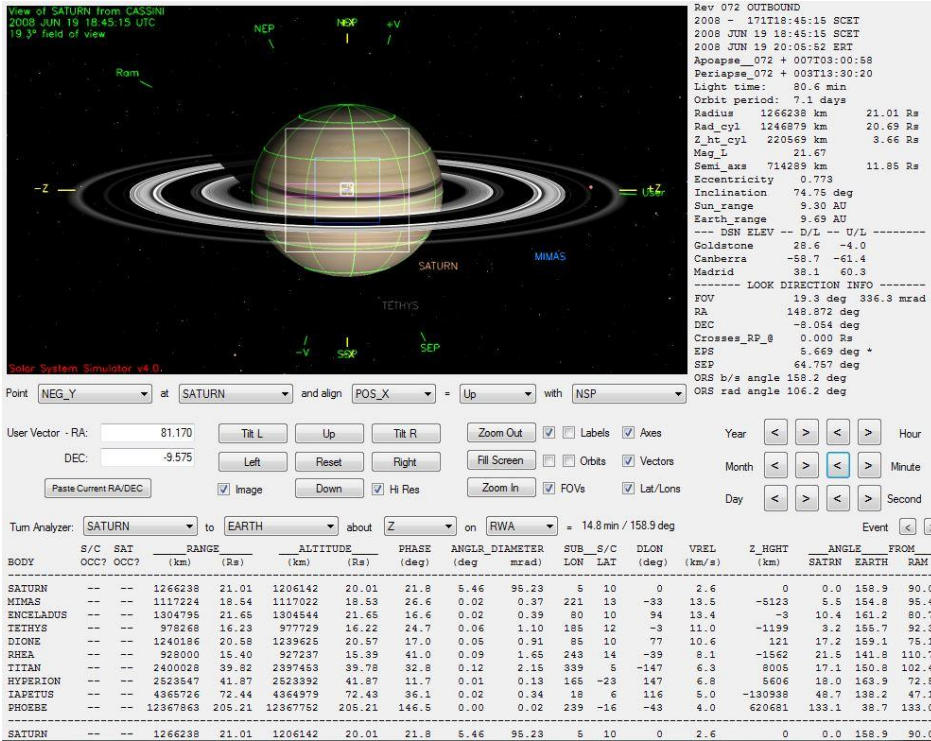 View of SATURN from CASSINI
2008 JUN 19 18:45:15 UTC
19.3° field of view
NEP +V
Ram
-Z User
SATURN
MIMAS
TETHYS
-V SEP
Solar System Simulator v4.0.
Rev 072 OUTBOUND
2008 - 171T18:45:15 SCET
2008 JUN 19 18:45:15 SCET
2008 JUN 19 20:05:52 ERT
Apoapse__072 + 007T03:00:58
Periapse_072 + 003T13:30:20
Light time: 80.6 min
Orbit period: 7.1 days
Radius 1266238 km 21.01 Rs
Rad_cyl 1246879 km 20.69 Rs
Z_ht_cyl 220569 km 3.66 Rs
Mag_L 21.67
Semi_axs 714289 km 11.85 Rs
Eccentricity 0.773
Inclination 74.75 deg
Sun_range 9.30 AU
Earth_range 9.69 AU
--- DSN ELEV -- D/L -- U/L --------
Goldstone 28.6 -4.0
Canberra -58.7 -61.4
Madrid 38.1 60.3
------- LOOK DIRECTION INFO -------
FOV 19.3 deg 336.3 mrad
RA 148.872 deg
DEC -8.054 deg
Crosses_RP_@ 0.000 Rs
EPS 5.669 deg *
SEP 64.757 deg
ORS b/s angle 158.2 deg
ORS rad angle 106.2 deg
Point NEG_Y at SATURN and align POS_X = Up with NSP
User Vector - RA: 81.170 Tilt L Up Tilt R Zoom Out Labels Axes Year < > < > Hour
DEC: -9.575 Left Reset Right Fill Screen Orbits Vectors Month < > < > Minute
Paste Current RA/DEC Image Down Hi Res Zoom In FOVs Lat/Lons Day < > < > Second
Turn Analyzer: SATURN to EARTH about Z on RWA = 14.8 min / 158.9 deg Event <
S/C SAT RANGE ALTITUDE PHASE ANGLR_DIAMETER SUB_S/C DLON VREL Z_HGHT ANGLE FROM
BODY OCC? OCC? (km) (Rs) (km) (Rs) (deg) (deg mrad) LON LAT (deg) (km/s) (km) SATRN EARTH RAM
SATURN -- -- 1266238 21.01 1206142 20.01 21.8 5.46 95.23 5 10 0 2.6 0 0.0 158.9 90.0
MIMAS -- -- 1117224 18.54 1117022 18.53 26.6 0.02 0.37 221 13 -33 13.5 -5123 5.5 154.8 95.4
ENCELADUS -- -- 1304795 21.65 1304544 21.65 16.6 0.02 0.39 80 10 94 13.4 -3 10.4 161.2 80.7
TETHYS -- -- 978268 16.23 977729 16.22 24.7 0.06 1.10 185 12 -3 11.0 -1199 3.2 155.7 92.3
DIONE -- -- 1240186 20.58 1239625 20.57 17.0 0.05 0.91 185 10 77 10.6 121 17.2 159.1 75.1
RHEA -- -- 928000 15.40 927237 15.39 41.0 0.09 1.65 243 14 -39 8.1 -1562 21.5 141.8 110.7
TITAN -- -- 2400028 39.82 2397453 39.78 32.8 0.12 2.15 339 5 -147 6.3 8005 17.1 150.8 102.4
HYPERION -- -- 2523547 41.87 2523392 41.87 11.7 0.01 0.13 165 -23 147 6.8 5606 18.0 163.9 72.8
IAPETUS -- -- 4365726 72.44 4364979 72.43 36.1 0.02 0.34 18 6 116 5.0 -130938 48.7 138.2 47.1
PHOEBE -- -- 12367863 205.21 12367752 205.21 146.5 0.00 0.02 239 -16 -43 4.0 620681 133.1 38.7 133.0
SATURN -- -- 1266238 21.01 1206142 20.01 21.8 5.46 95.23 5 10 0 2.6 0 0.0 158.9 90.0